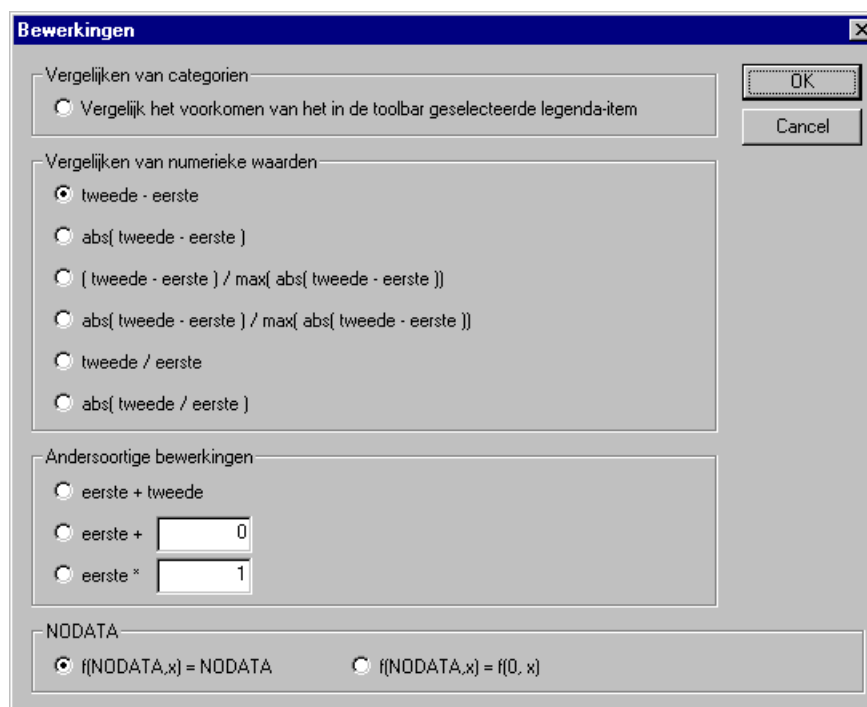 Bewerkingen
Vergelijken van categorien
Vergelijk het voorkomen van het in de toolbar geselecteerde legenda-item
OK
Cancel
Vergelijken van numerieke waarden
tweede - eerste
abs( tweede - eerste )
( tweede - eerste ) / max( abs( tweede - eerste ))
abs( tweede - eerste ) / max( abs( tweede - eerste ))
tweede / eerste
abs( tweede / eerste )
Andersoortige bewerkingen
eerste + tweede
eerste + 0
eerste * 1
NODATA
f(NODATA,x) = NODATA f(NODATA,x) = f(0, x)